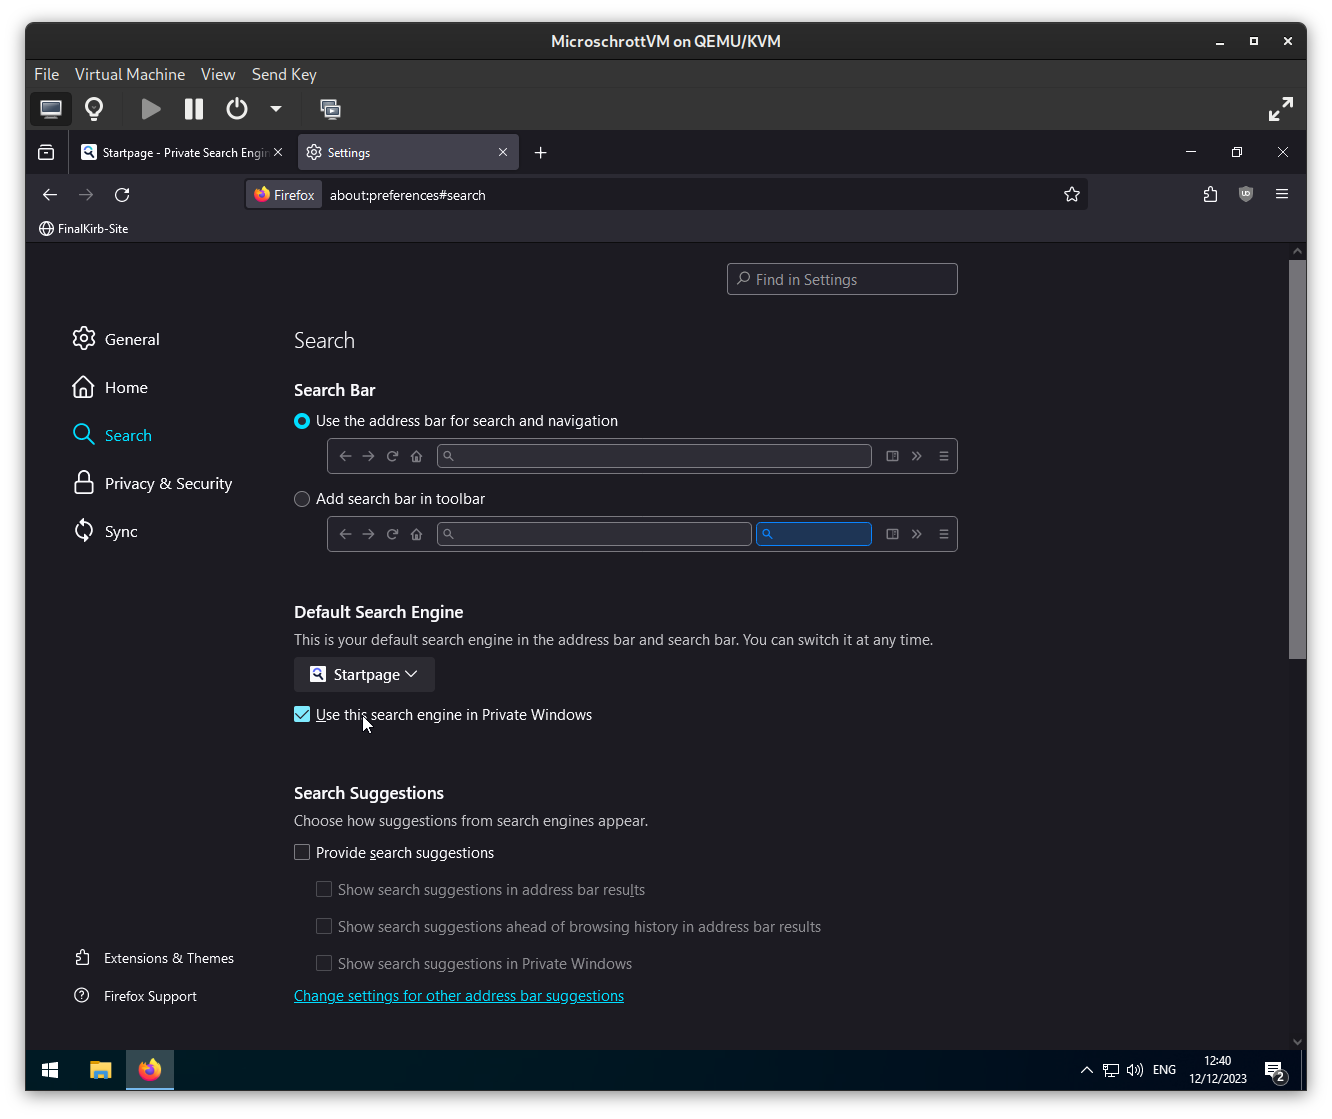 MicroschrottVM on QEMU/KVM
File Virtual Machine View Send Key
Startpage - Private Search Engin
Settings
Firefox about:preferences#search
FinalKirb-Site
Find in Settings
General
Home
Search
Privacy & Security
Sync
Extensions & Themes
Firefox Support
Search
Search Bar
Use the address bar for search and navigation
Add search bar in toolbar
Default Search Engine
This is your default search engine in the address bar and search bar. You can switch it at any time.
Startpage
Use this search engine in Private Windows
Search Suggestions
Choose how suggestions from search engines appear.
Provide search suggestions
Show search suggestions in address bar results
Show search suggestions ahead of browsing history in address bar results
Show search suggestions in Private Windows
Change settings for other address bar suggestions
ENG
12:40
12/12/2023
2